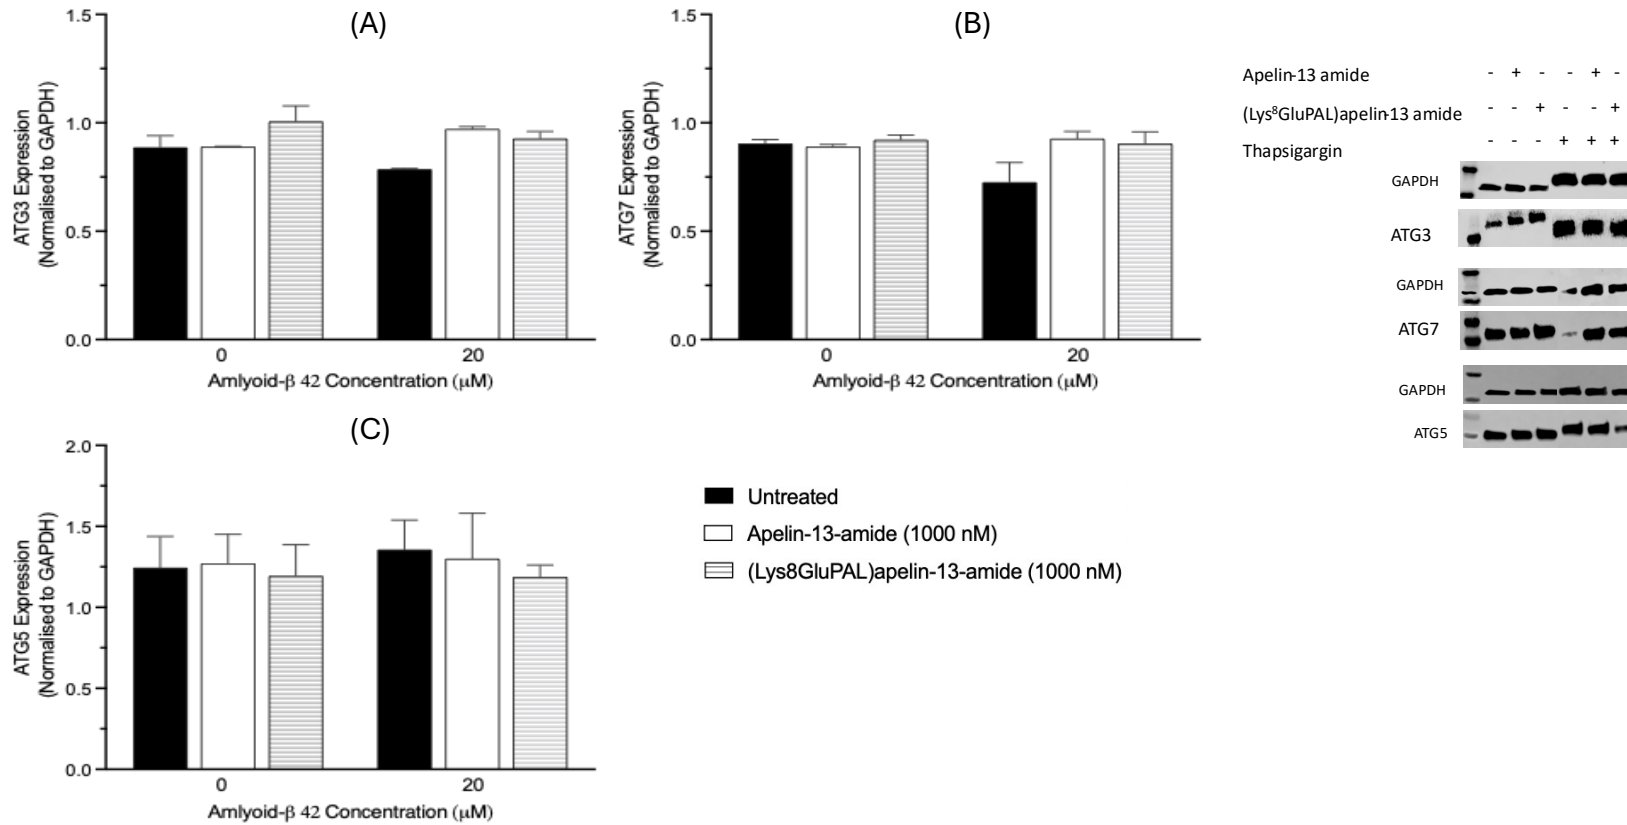 (A)
1.5
1.0
0.5
0.0
ATG3 Expression
(Normalised to GAPDH)
0
20
Amlyoid-β 42 Concentration (μM)
(B)
1.5
1.0
0.5
0.0
ATG7 Expression
(Normalised to GAPDH)
0
20
Amlyoid-β 42 Concentration (μM)
Apelin-13 amide - + - - + -
(Lys⁸GluPAL)apelin-13 amide - - + - - +
Thapsigargin - - - + + +
GAPDH
ATG3
GAPDH
ATG7
GAPDH
ATG5
(C)
2.0
1.5
1.0
0.5
0.0
ATG5 Expression
(Normalised to GAPDH)
0
20
Amlyoid-β 42 Concentration (μM)
Untreated
Apelin-13-amide (1000 nM)
(Lys8GluPAL)apelin-13-amide (1000 nM)